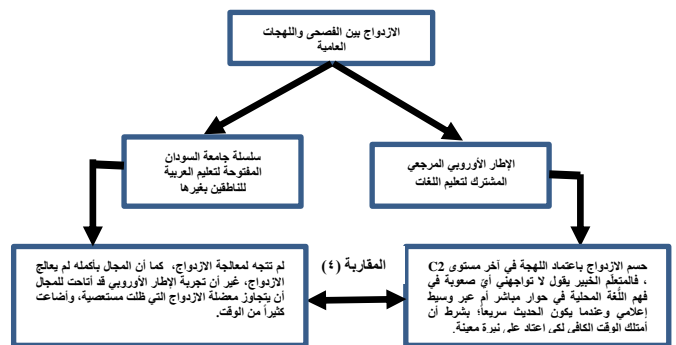 الازدواج بين الفصحى واللهجات
العامية
الإطار الأوروبي المرجعي
المشترك لتعليم اللغات
سلسلة جامعة السودان
المفتوحة لتعليم العربية
للناطقين بغيرها
حسم الازدواج باعتماد اللهجة في آخر مستوى C2
، فالمتعلّم الخبير يقول لا تواجهني أيّ صعوبة في
فهم اللُّغة المحلية في حوار مباشر أم عبر وسيط
إعلامي وعندما يكون الحديث سريعاً؛ بشرط أن
أمتلك الوقت الكافي لكي اعتاد على نبرة معينة.
المقاربة (٤)
لم تتجه لمعالجة الازدواج، كما أن المجال بأكمله لم يعالج
الازدواج، غير أن تجربة الإطار الأوروبي قد أتاحت للمجال
أن يتجاوز معضلة الازدواج التي ظلت مستعصية، وأضاعت
كثيراً من الوقت.